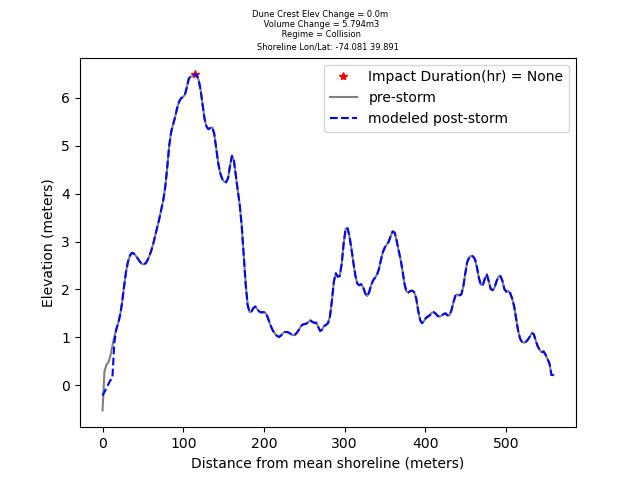 Dune Crest Elev Change = 0.0m
Volume Change = 5.794m3
Regime = Collision
Shoreline Lon/Lat: -74.081 39.891
Impact Duration(hr) = None
pre-storm
modeled post-storm
Elevation (meters)
6
5
4
3
2
1
0
0 100 200 300 400 500
Distance from mean shoreline (meters)